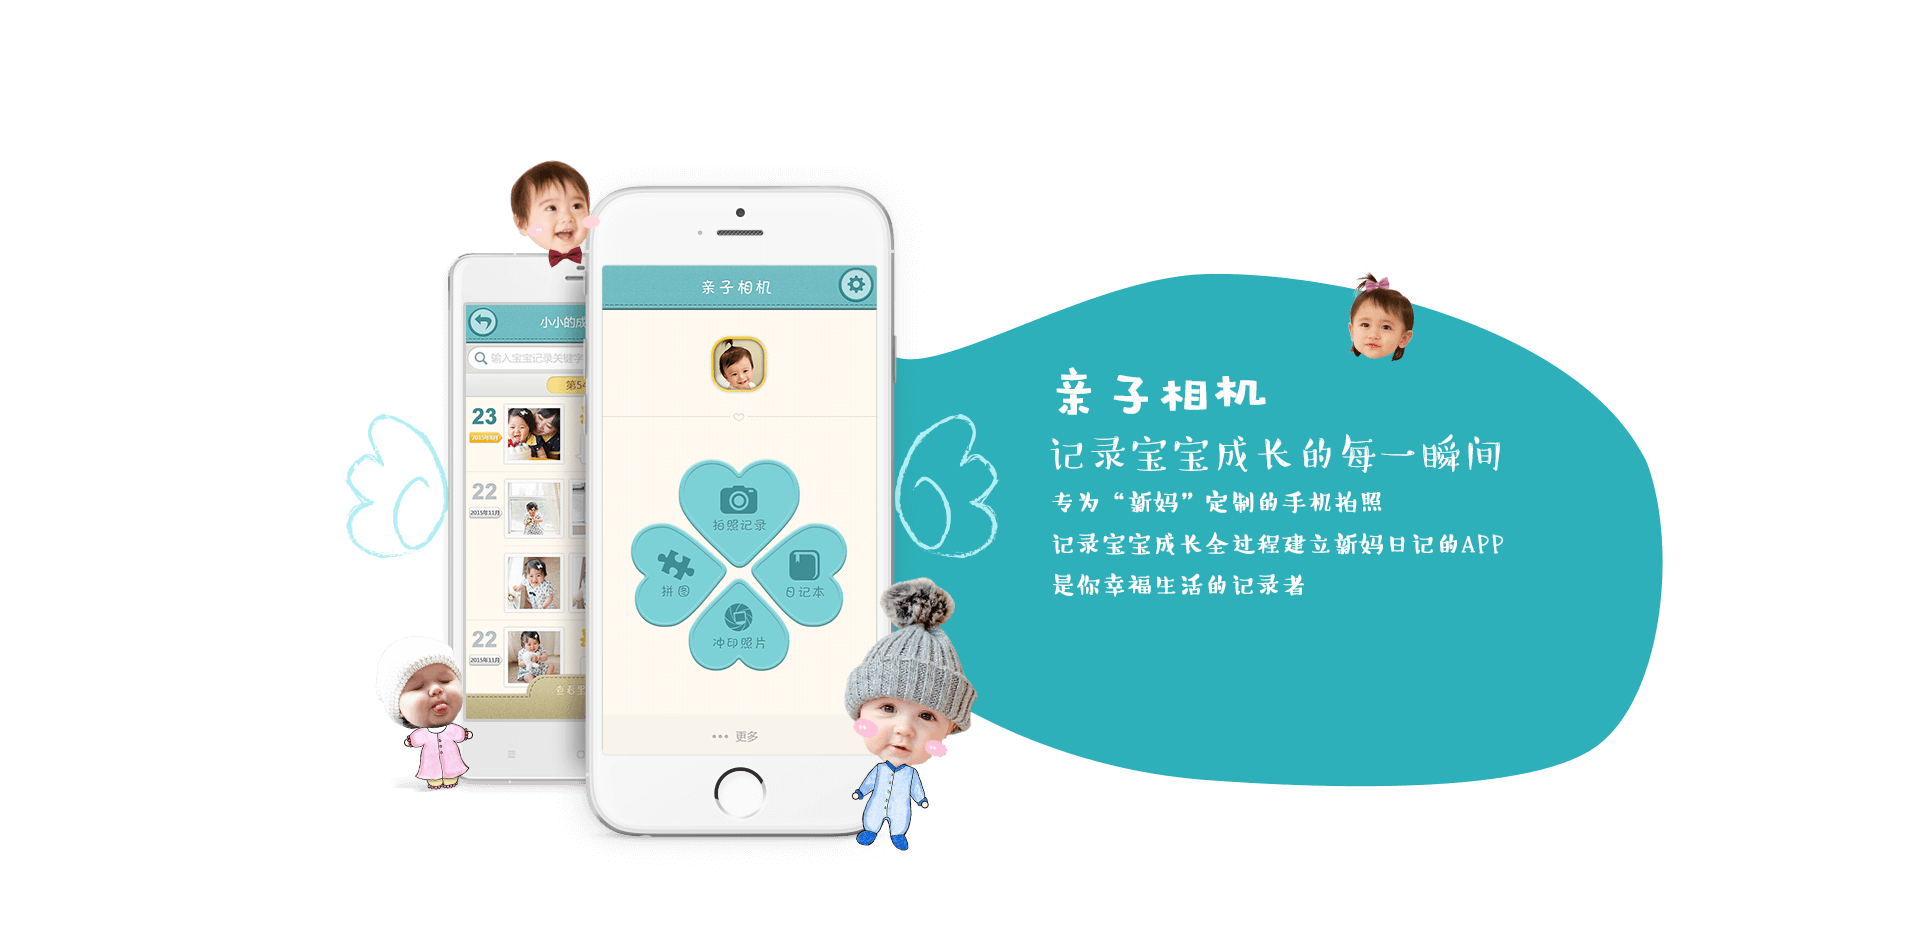 亲子相机
小小的成
输入宝宝记录关键字
第54
23
2015年9月
22
2015年11月
22
2015年11月
拍照记录
拼图
日记本
冲印照片
更多
亲子相机
记录宝宝成长的每一瞬间
专为“新妈”定制的手机拍照
记录宝宝成长全过程建立新妈日记的APP
是你幸福生活的记录者